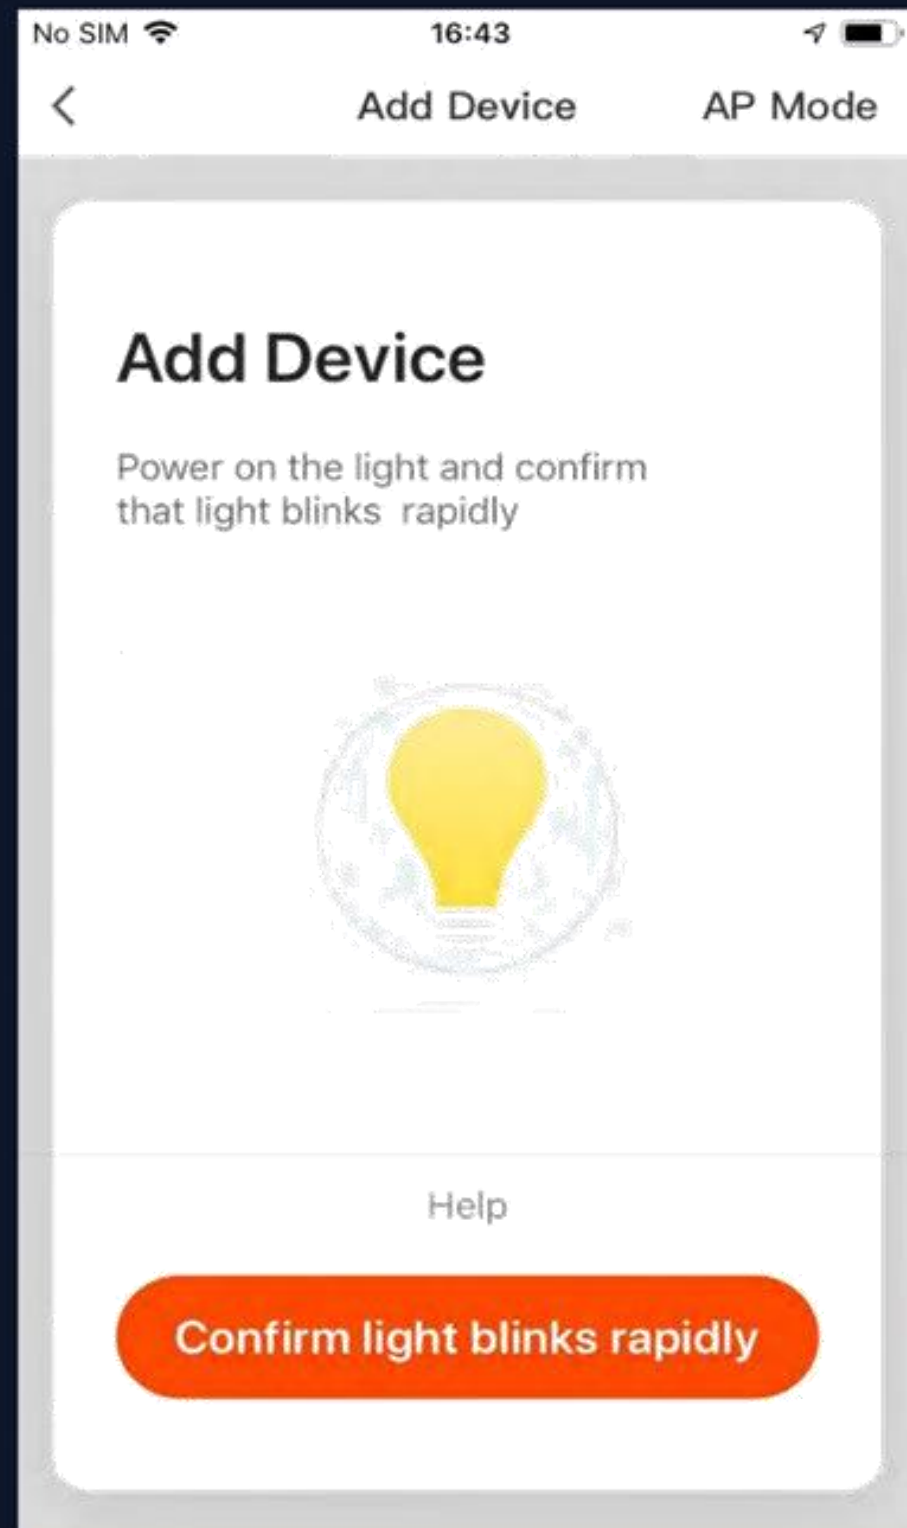 No SIM 16:43
Add Device AP Mode
Add Device
Power on the light and confirm
that light blinks rapidly
Help
Confirm light blinks rapidly